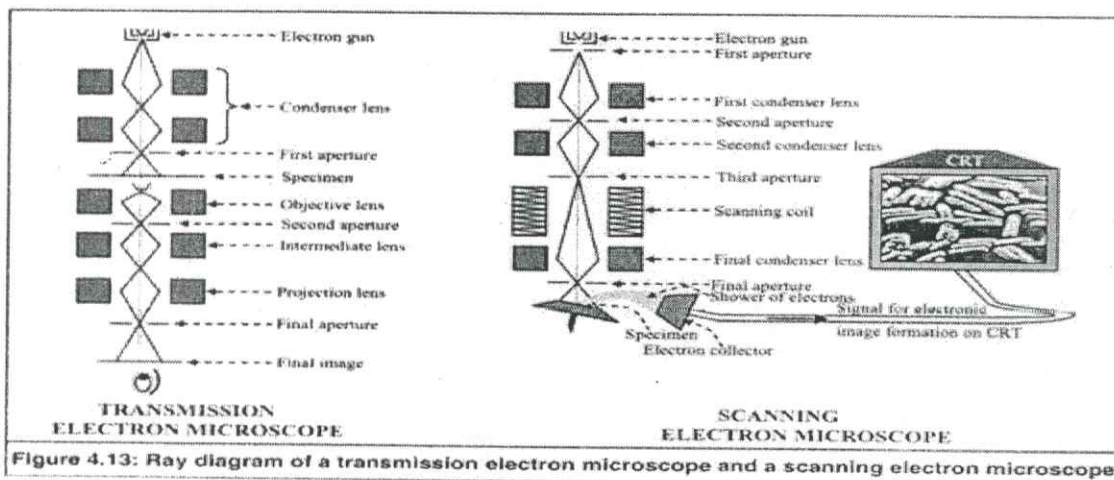 Electron gun
Condenser lens
First aperture
Specimen
Objective lens
Second aperture
Intermediate lens
Projection lens
Final aperture
Final image
TRANSMISSION
ELECTRON MICROSCOPE
Electron gun
First aperture
First condenser lens
Second aperture
Second condenser lens
Third aperture
Scanning coil
Final condenser lens
Final aperture
Shower of electrons
Specimen
Electron collector
CRT
Signal for electronic
image formation on CRT
SCANNING
ELECTRON MICROSCOPE
Figure 4.13: Ray diagram of a transmission electron microscope and a scanning electron microscope